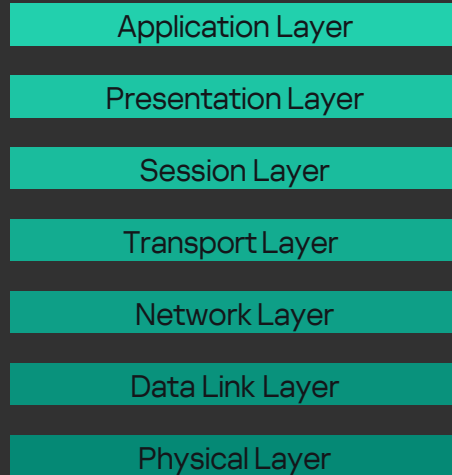 Application Layer
Presentation Layer
Session Layer
Transport Layer
Network Layer
Data Link Layer
Physical Layer